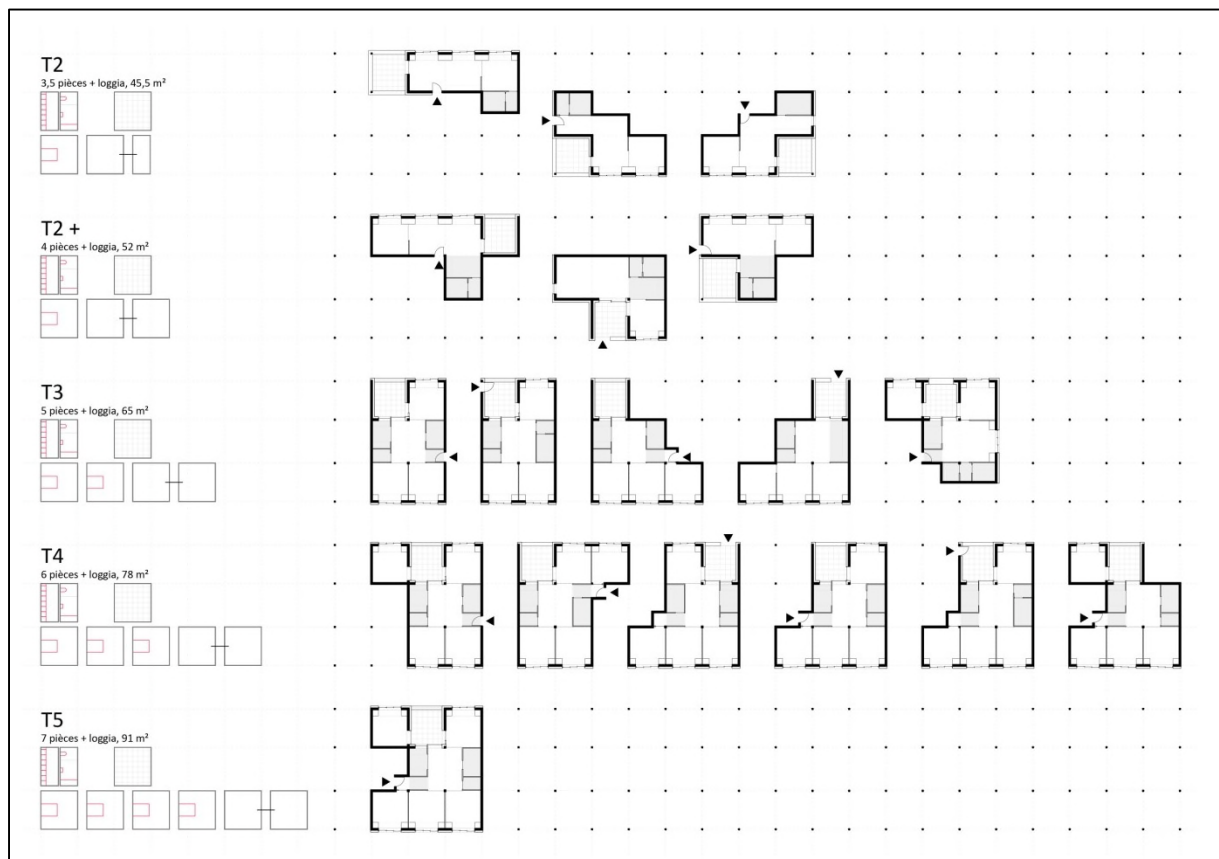 T2
3,5 pièces + loggia, 45,5 m²
T2 +
4 pièces + loggia, 52 m²
T3
5 pièces + loggia, 65 m²
T4
6 pièces + loggia, 78 m²
T5
7 pièces + loggia, 91 m²